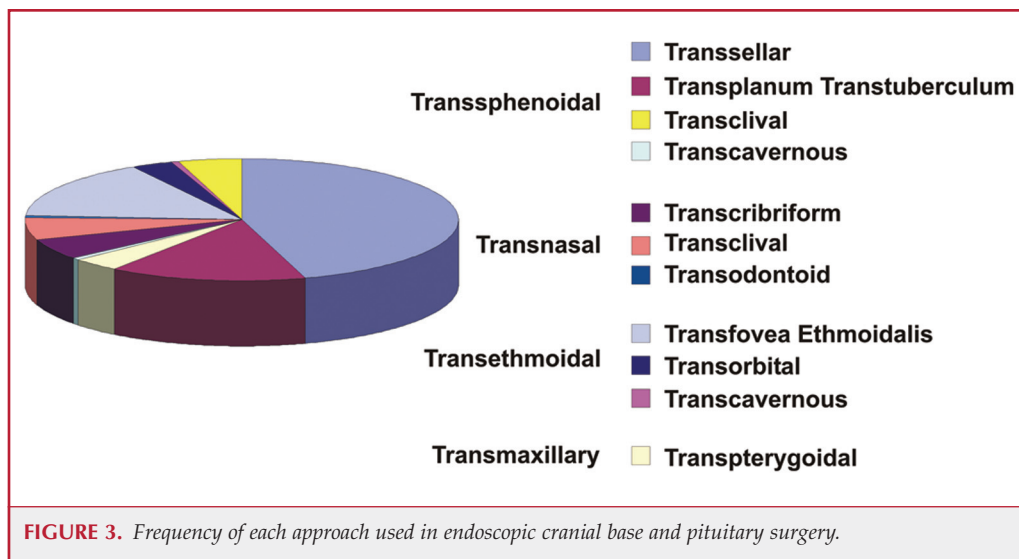 Transsphenoidal
Transsellar
Transplanum Transtuberculum
Transclival
Transcavernous
Transnasal
Transcribriform
Transclival
Transodontoid
Transethmoidal
Transfovea Ethmoidalis
Transorbital
Transcavernous
Transmaxillary
Transpterygoidal
FIGURE 3. Frequency of each approach used in endoscopic cranial base and pituitary surgery.